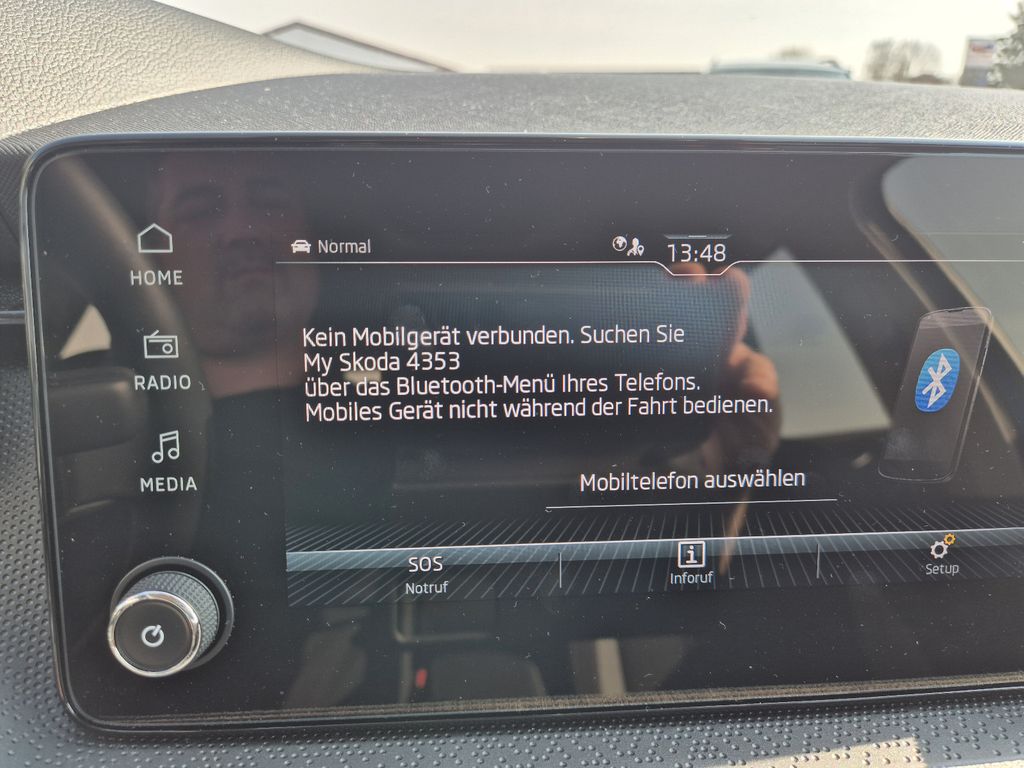 Normal
13:48
HOME
RADIO
MEDIA
Kein Mobilgerät verbunden. Suchen Sie
My Skoda 4353
über das Bluetooth-Menü Ihres Telefons.
Mobiles Gerät nicht während der Fahrt bedienen.
Mobiltelefon auswählen
SOS
Notruf
i
Inforuf
Setup